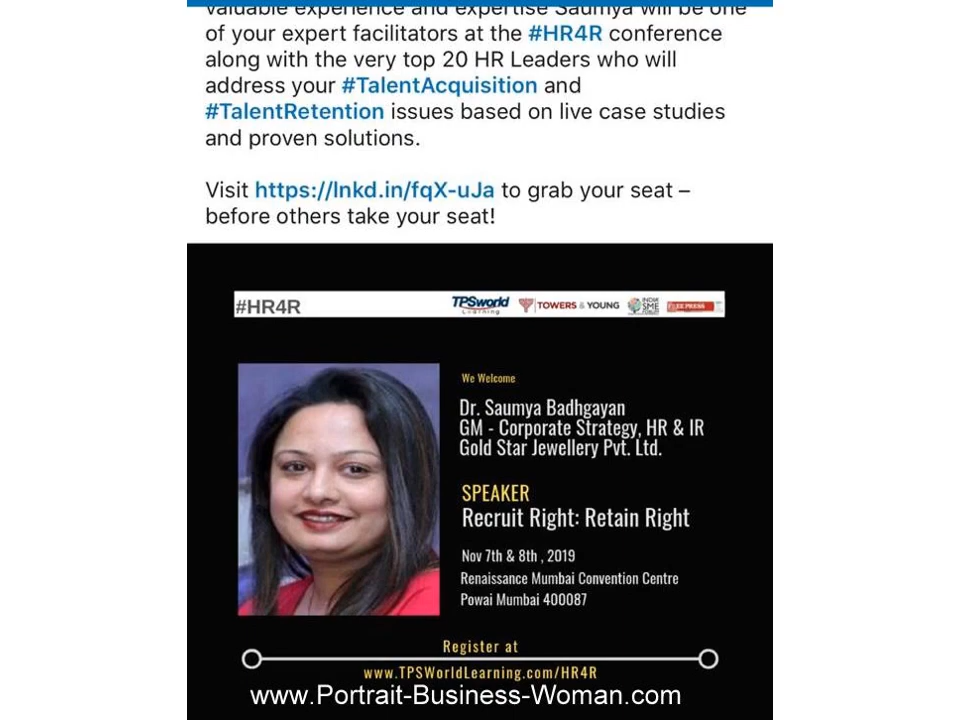 valuable experience and expertise Saumya will be one
of your expert facilitators at the #HR4R conference
along with the very top 20 HR Leaders who will
address your #TalentAcquisition and
#TalentRetention issues based on live case studies
and proven solutions.
Visit https://lnkd.in/fqX-uJa to grab your seat –
before others take your seat!
#HR4R
TPSworld
Learning
TOWERS & YOUNG
INDIA
SME
FORUM
We Welcome
Dr. Saumya Badhgayan
GM - Corporate Strategy, HR & IR
Gold Star Jewellery Pvt. Ltd.
SPEAKER
Recruit Right: Retain Right
Nov 7th & 8th , 2019
Renaissance Mumbai Convention Centre
Powai Mumbai 400087
Register at
www.TPSWorldLearning.com/HR4R
www.Portrait-Business-Woman.com